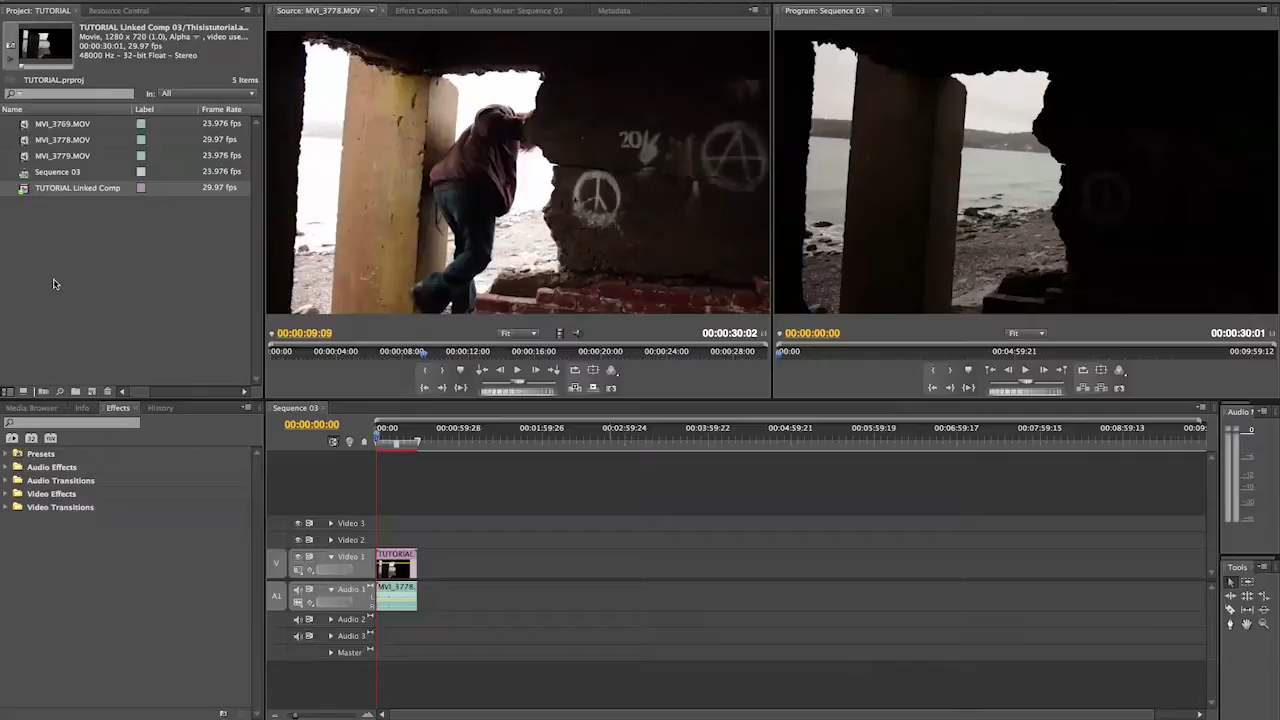 Project: TUTORIAL
Resource Central
TUTORIAL Linked Comp 03/Thisistutorial.a...
Movie, 1280 x 720 (1.0), Alpha, video use...
00:00:30:01, 29.97 fps
48000 Hz - 32-bit Float - Stereo
TUTORIAL.prproj
5 Items
In: All
Name
Label
Frame Rate
MVI_3769.MOV
23.976 fps
MVI_3778.MOV
29.97 fps
MVI_3779.MOV
23.976 fps
Sequence 03
23.976 fps
TUTORIAL Linked Comp
29.97 fps
Source: MVI_3778.MOV
Effect Controls
Audio Mixer: Sequence 03
Metadata
00:00:09:09
Fit
00:00:30:02
:00:00
00:00:04:00
00:00:08:00
00:00:12:00
00:00:16:00
00:00:20:00
00:00:24:00
00:00:28:00
Program: Sequence 03
00:00:00:00
Fit
00:00:30:01
00:00
00:04:59:21
00:09:59:12
Media Browser
Info
Effects
History
Presets
Audio Effects
Audio Transitions
Video Effects
Video Transitions
Sequence 03
00:00:00:00
:00:00
00:00:59:28
00:01:59:26
00:02:59:24
00:03:59:22
00:04:59:21
00:05:59:19
00:06:59:17
00:07:59:15
00:08:59:13
00:09:
Video 3
Video 2
V
Video 1
TUTORIAL
A1
Audio 1
MVI_3778.
Audio 2
Audio 3
Master
Audio
Tools